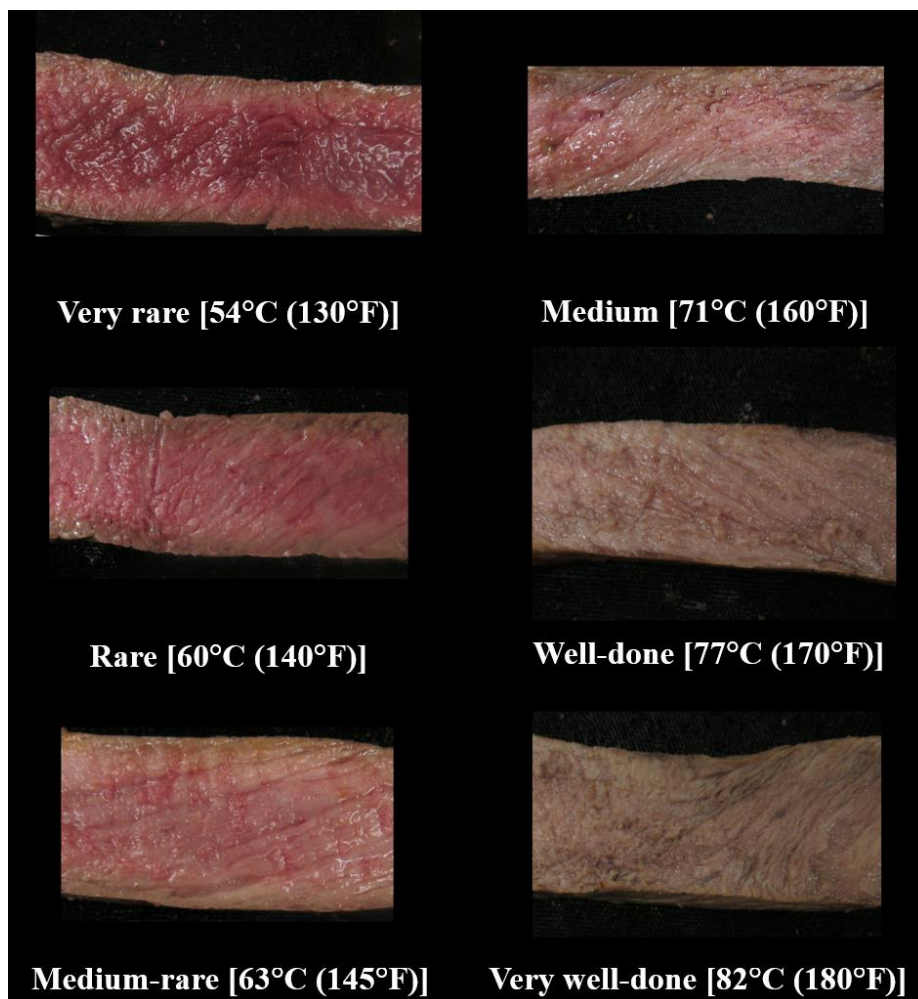 Very rare [54°C (130°F)]
Medium [71°C (160°F)]
Rare [60°C (140°F)]
Well-done [77°C (170°F)]
Medium-rare [63°C (145°F)]
Very well-done [82°C (180°F)]